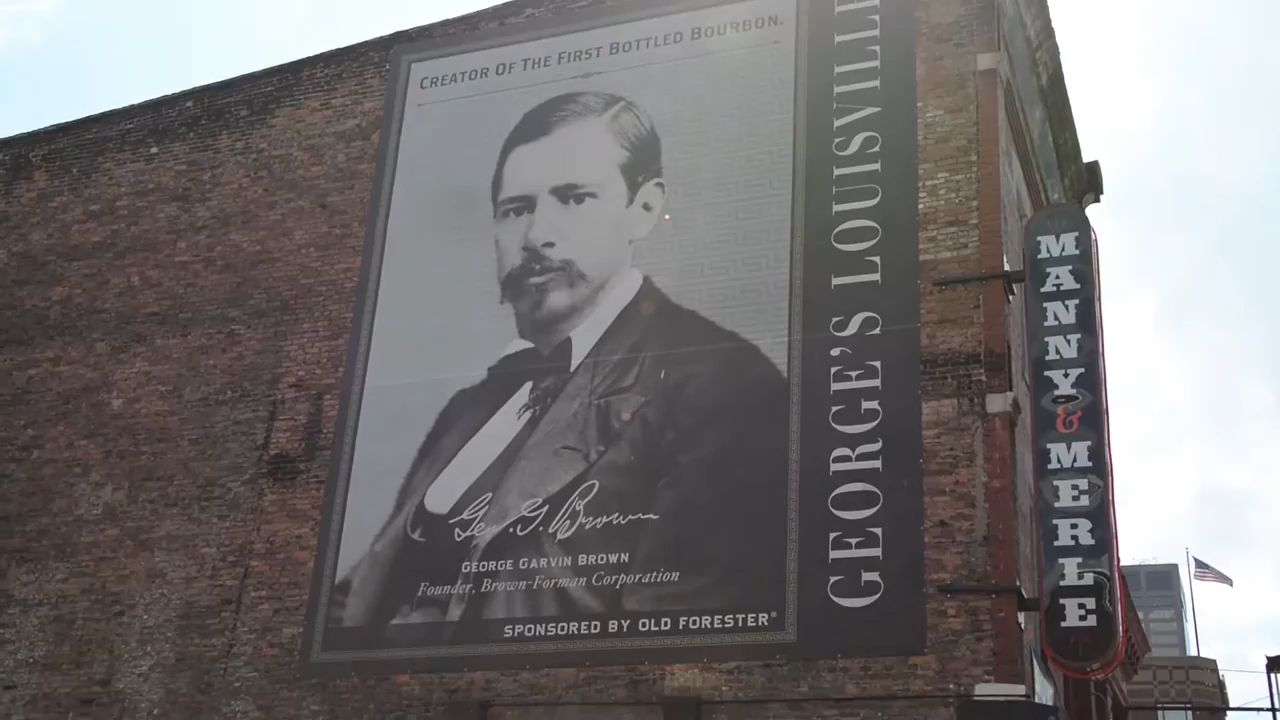 CREATOR OF THE FIRST BOTTLED BOURBON.
GEORGE'S LOUISVILLE
Geo. G. Brown
GEORGE GARVIN BROWN
Founder, Brown-Forman Corporation
SPONSORED BY OLD FORESTER®
MANNY
&
MERLE